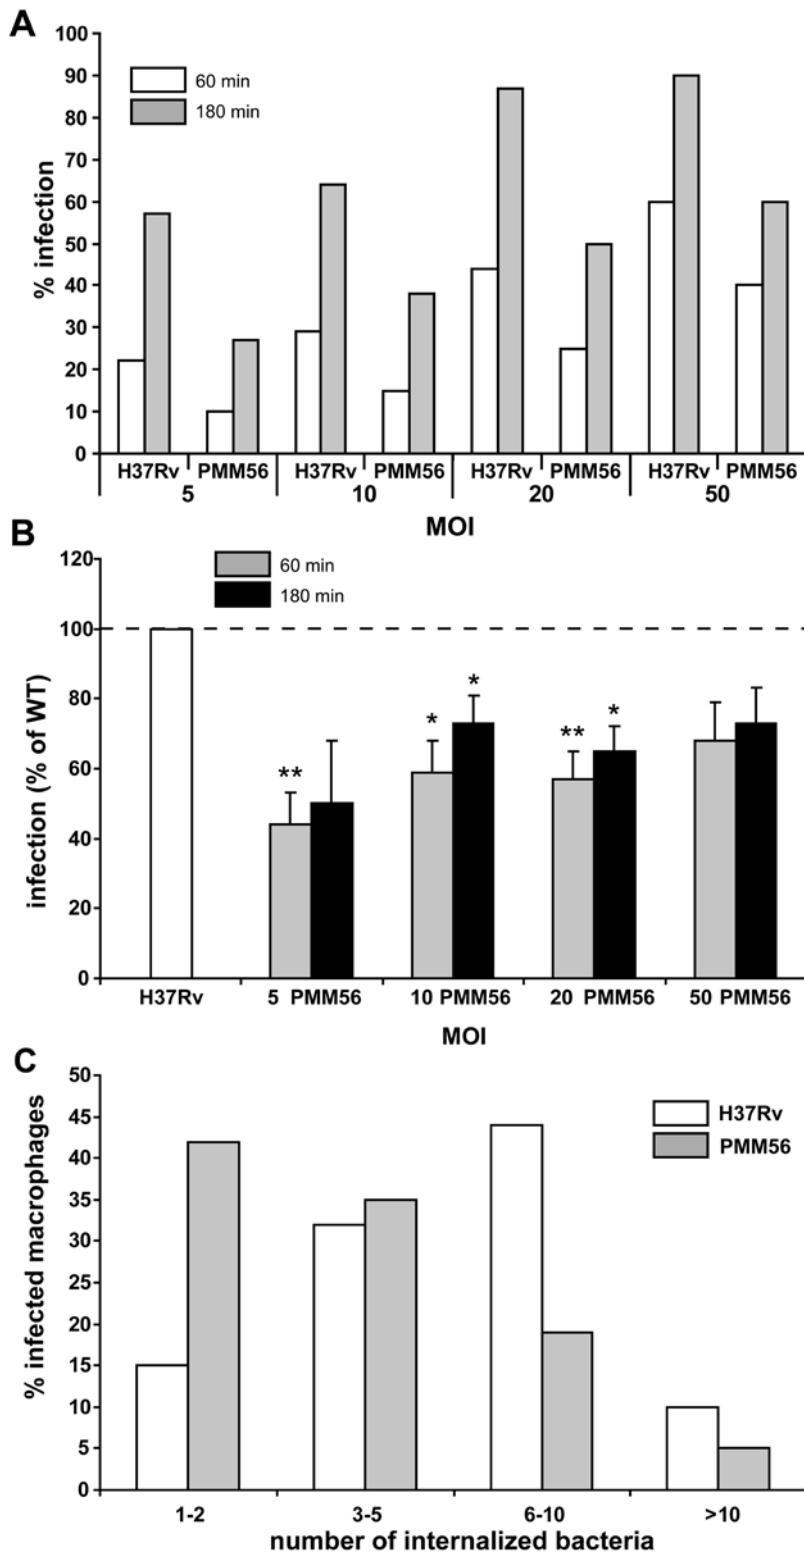 A
100
90
80
70
60
50
40
30
20
10
0
% infection
60 min
180 min
H37Rv PMM56 H37Rv PMM56 H37Rv PMM56 H37Rv PMM56
5 10 20 50
MOI
B
120
100
80
60
40
20
0
infection (% of WT)
60 min
180 min
** * * ** *
H37Rv 5 PMM56 10 PMM56 20 PMM56 50 PMM56
MOI
C
50
45
40
35
30
25
20
15
10
5
0
% infected macrophages
H37Rv
PMM56
1-2 3-5 6-10 >10
number of internalized bacteria